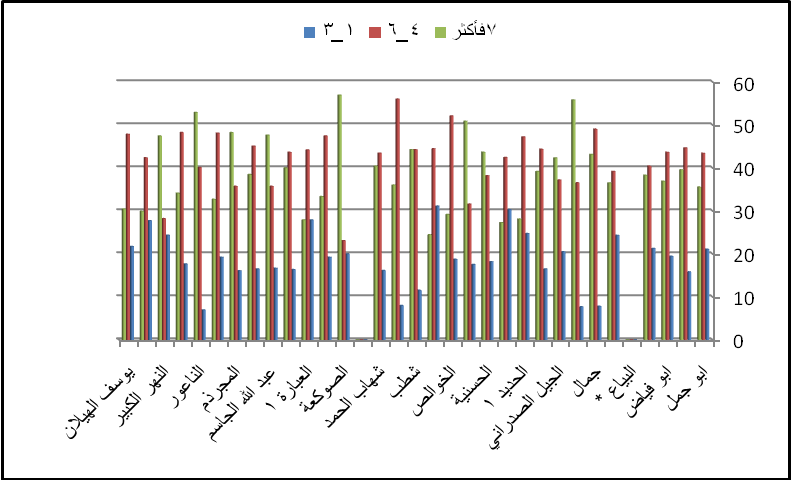 ١_٣ ٤_٦ ٧فأكثر
60
50
40
30
20
10
0
ابو جمل
ابو فياض
البياع *
جمال
الجبل الصدراني
الحديد ١
الحسنية
الخوالص
شطب
شهاب الحمد
الصوكعة
العبارة ١
عبد الله الجاسم
المجرذم
الناعور
النهر الكبير
يوسف الهيلان